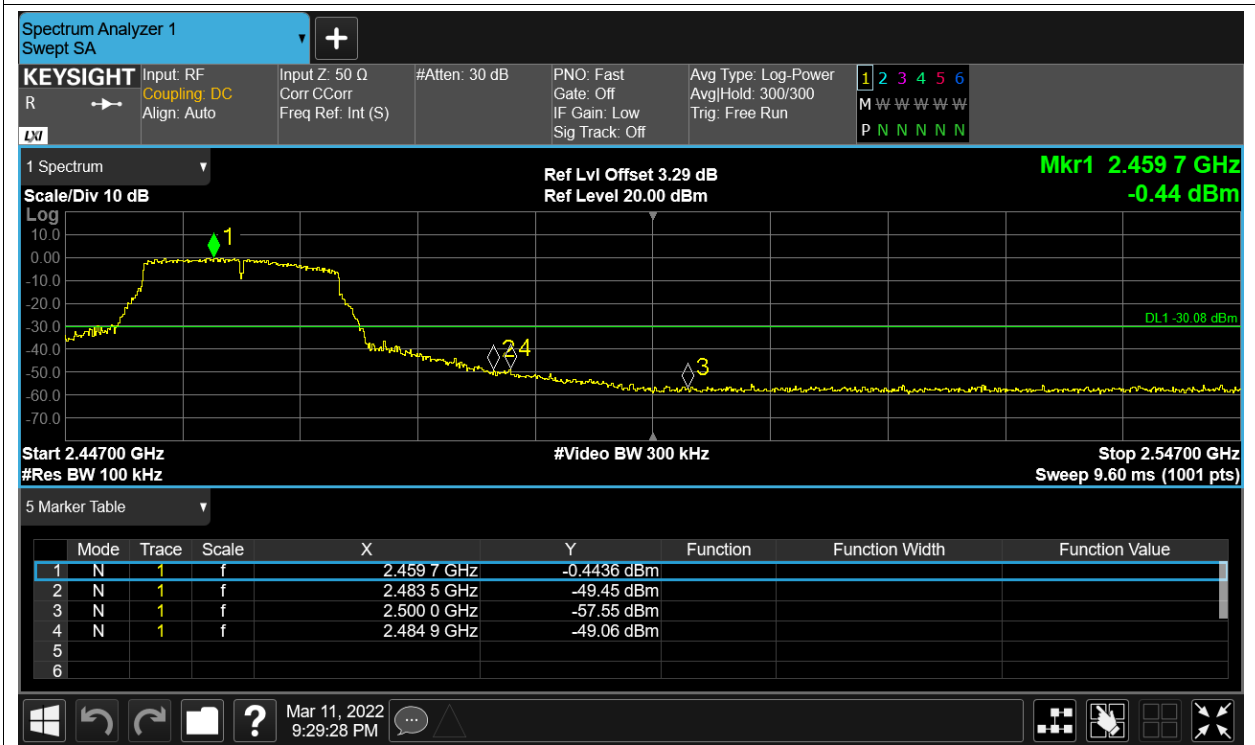 Spectrum Analyzer 1
Swept SA
+
KEYSIGHT
R
LXI
Input: RF
Coupling: DC
Align: Auto
Input Z: 50 Ω
Corr CCorr
Freq Ref: Int (S)
#Atten: 30 dB
PNO: Fast
Gate: Off
IF Gain: Low
Sig Track: Off
Avg Type: Log-Power
Avg|Hold: 300/300
Trig: Free Run
1 2 3 4 5 6
M W W W W W
P N N N N N
1 Spectrum
Scale/Div 10 dB
Ref Lvl Offset 3.29 dB
Ref Level 20.00 dBm
Mkr1 2.459 7 GHz
-0.44 dBm
Log
10.0
0.00
-10.0
-20.0
-30.0
-40.0
-50.0
-60.0
-70.0
1
2 4
3
DL1 -30.08 dBm
Start 2.44700 GHz
#Video BW 300 kHz
Stop 2.54700 GHz
#Res BW 100 kHz
Sweep 9.60 ms (1001 pts)
5 Marker Table
Mode Trace Scale X Y Function Function Width Function Value
1 N 1 f 2.459 7 GHz -0.4436 dBm
2 N 1 f 2.483 5 GHz -49.45 dBm
3 N 1 f 2.500 0 GHz -57.55 dBm
4 N 1 f 2.484 9 GHz -49.06 dBm
5
6
?
Mar 11, 2022
9:29:28 PM